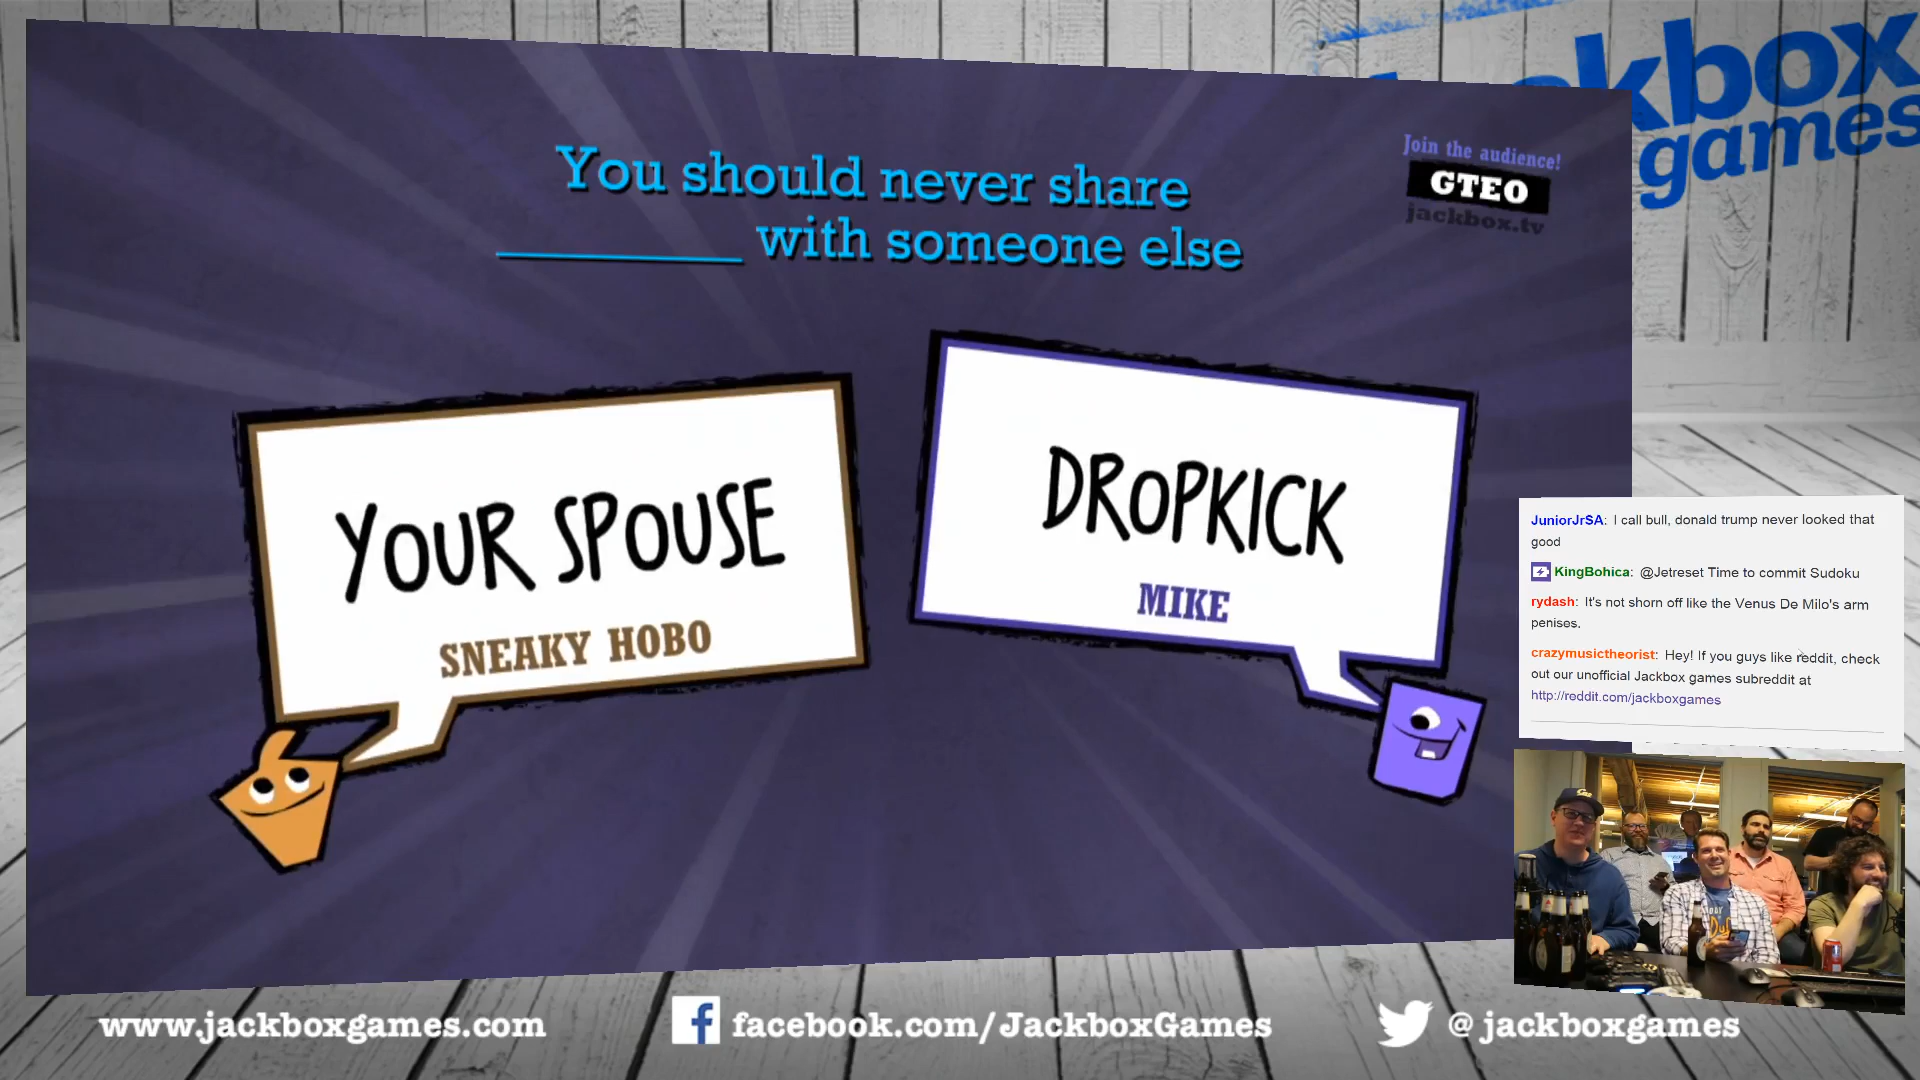 You should never share
_________ with someone else
Join the audience!
GTEO
jackbox.tv
YOUR SPOUSE
SNEAKY HOBO
DROPKICK
MIKE
kbox
games
JuniorJr$A: I call bull, donald trump never looked that
good
KingBohica: @Jetreset Time to commit Sudoku
rydash: It's not shorn off like the Venus De Milo's arm
penises.
crazymusictheorist: Hey! If you guys like reddit, check
out our unofficial Jackbox games subreddit at
http://reddit.com/jackboxgames
www.jackboxgames.com
facebook.com/JackboxGames
@jackboxgames